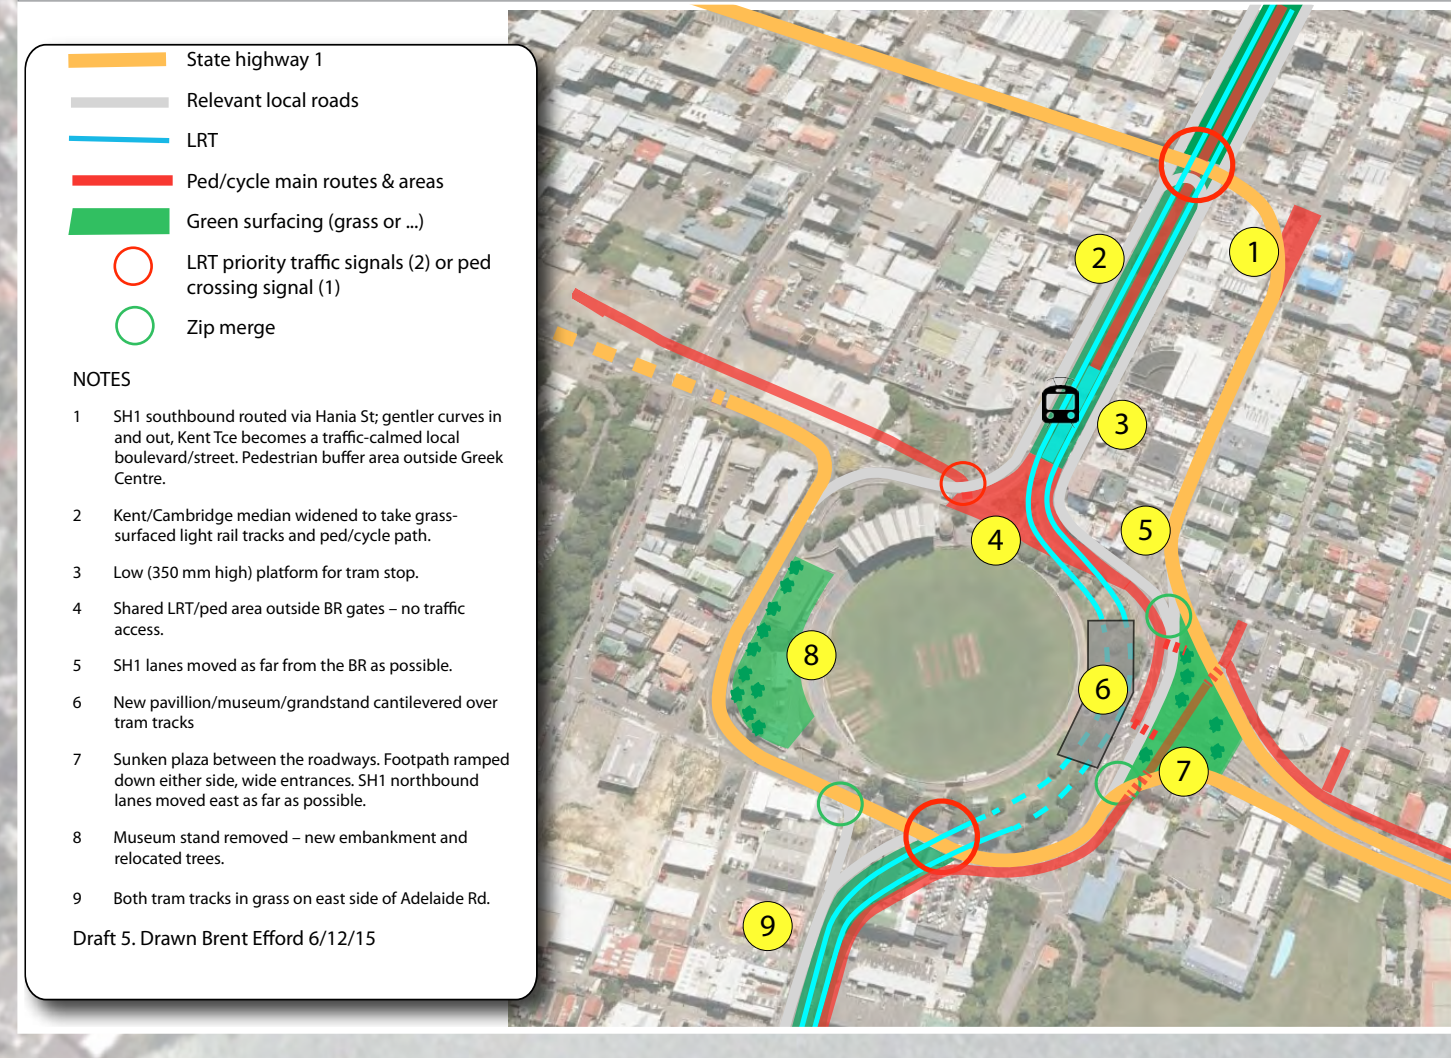 State highway 1
Relevant local roads
LRT
Ped/cycle main routes & areas
Green surfacing (grass or ...)
LRT priority traffic signals (2) or ped
crossing signal (1)
Zip merge
NOTES
1 SH1 southbound routed via Hania St; gentler curves in
and out, Kent Tce becomes a traffic-calmed local
boulevard/street. Pedestrian buffer area outside Greek
Centre.
2 Kent/Cambridge median widened to take grass-
surfaced light rail tracks and ped/cycle path.
3 Low (350 mm high) platform for tram stop.
4 Shared LRT/ped area outside BR gates – no traffic
access.
5 SH1 lanes moved as far from the BR as possible.
6 New pavillion/museum/grandstand cantilevered over
tram tracks
7 Sunken plaza between the roadways. Footpath ramped
down either side, wide entrances. SH1 northbound
lanes moved east as far as possible.
8 Museum stand removed – new embankment and
relocated trees.
9 Both tram tracks in grass on east side of Adelaide Rd.
Draft 5. Drawn Brent Efford 6/12/15
1
2
3
4
5
6
7
8
9